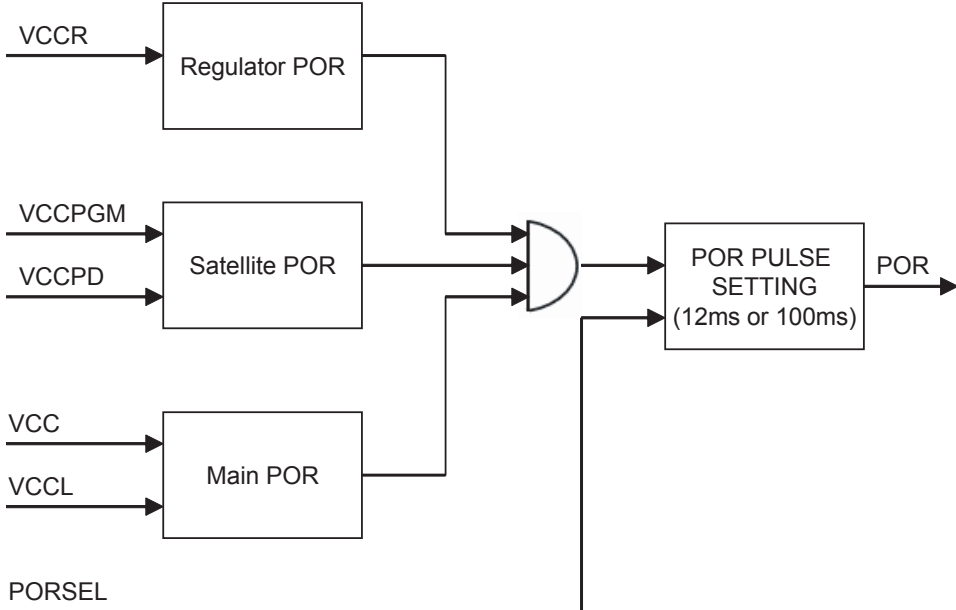 VCCR
Regulator POR
VCCPGM
VCCPD
Satellite POR
VCC
VCCL
Main POR
PORSEL
POR PULSE
SETTING
(12ms or 100ms)
POR